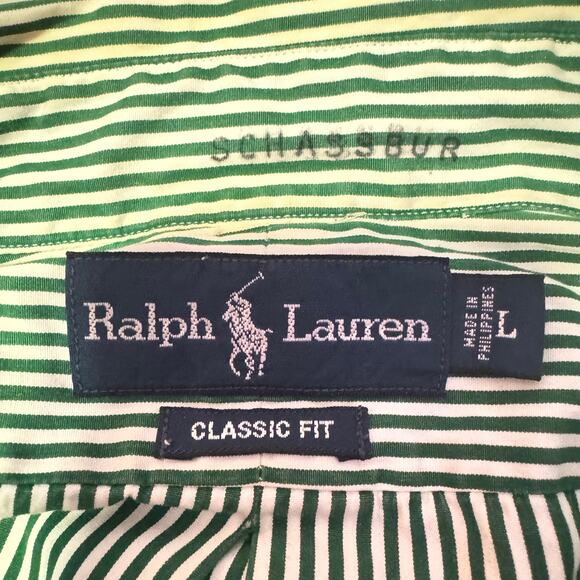 SCHASSBUR
Ralph Lauren
MADE IN
PHILIPPINES
L
CLASSIC FIT